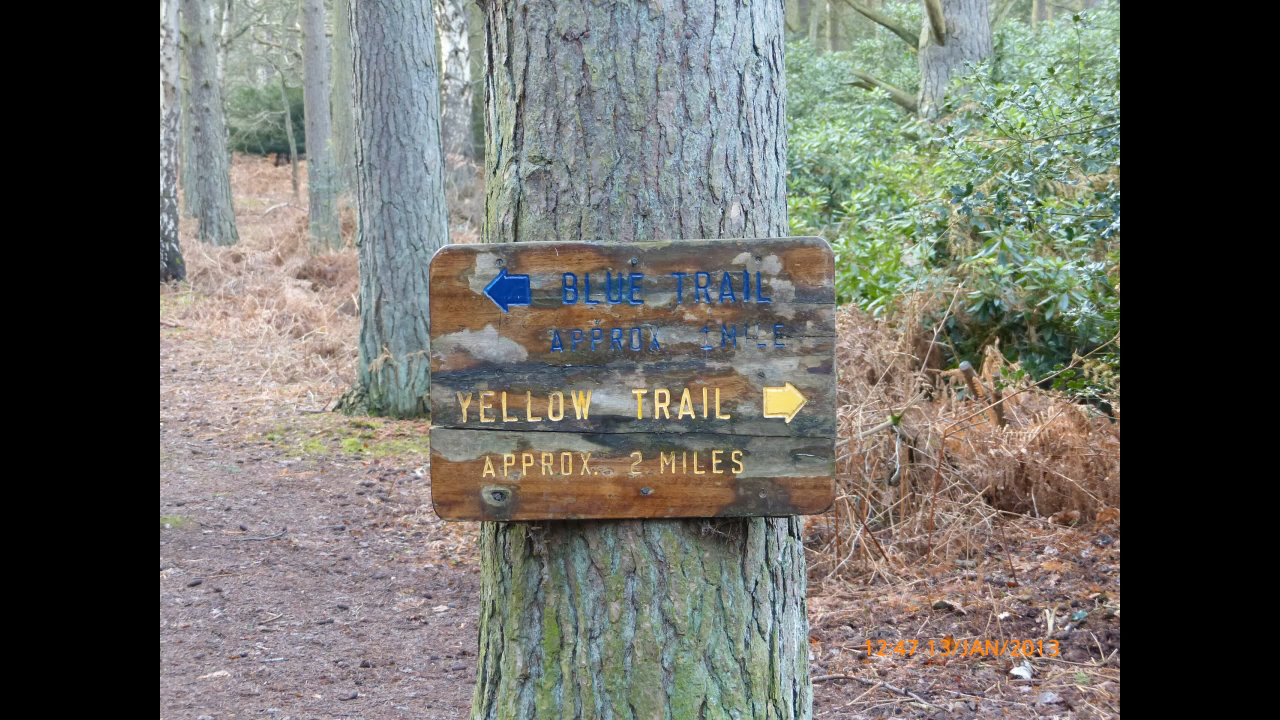 BLUE TRAIL
APPROX 1 MILE
YELLOW TRAIL
APPROX. 2 MILES
12:47 13/JAN/2013